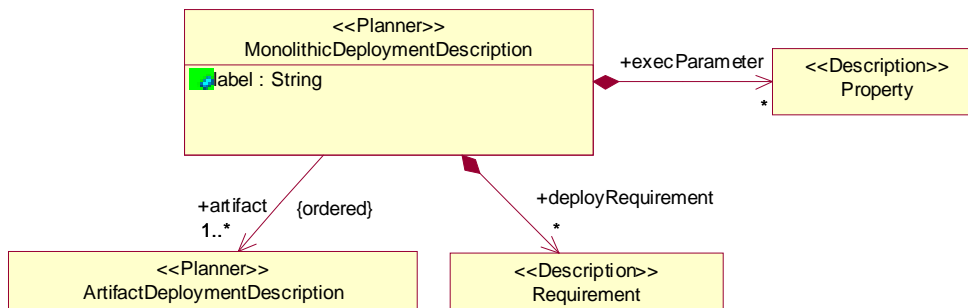 <<Planner>>
MonolithicDeploymentDescription
label : String
+execParameter
*
<<Description>>
Property
+artifact
{ordered}
1..*
+deployRequirement
*
<<Planner>>
ArtifactDeploymentDescription
<<Description>>
Requirement